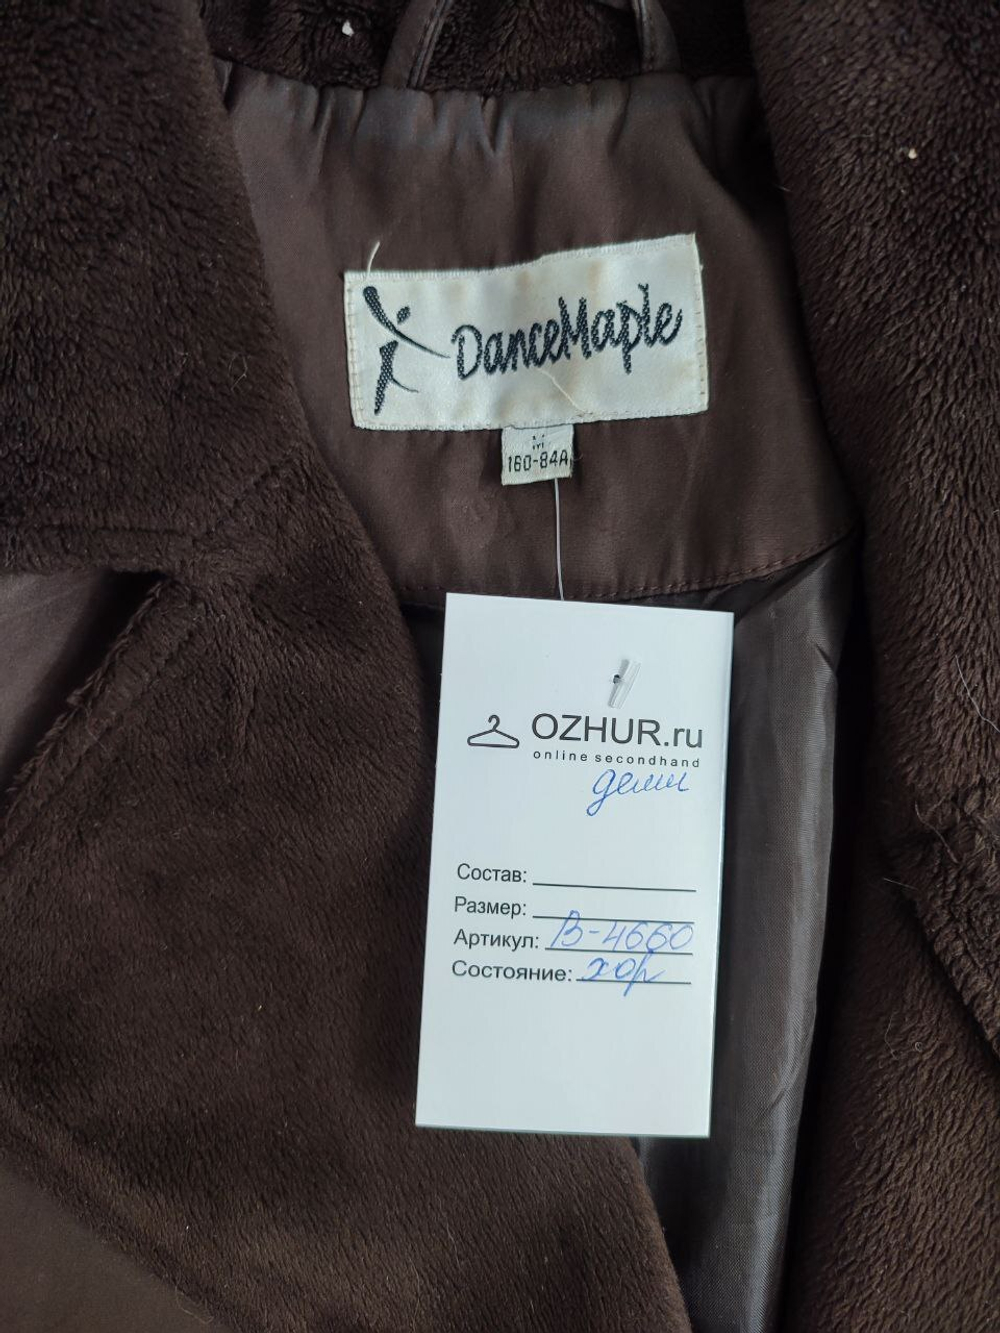 DanceMaple
M
160-84A
OZHUR.ru
online secondhand
деми
Состав:
Размер:
Артикул: В-4660
Состояние: хор